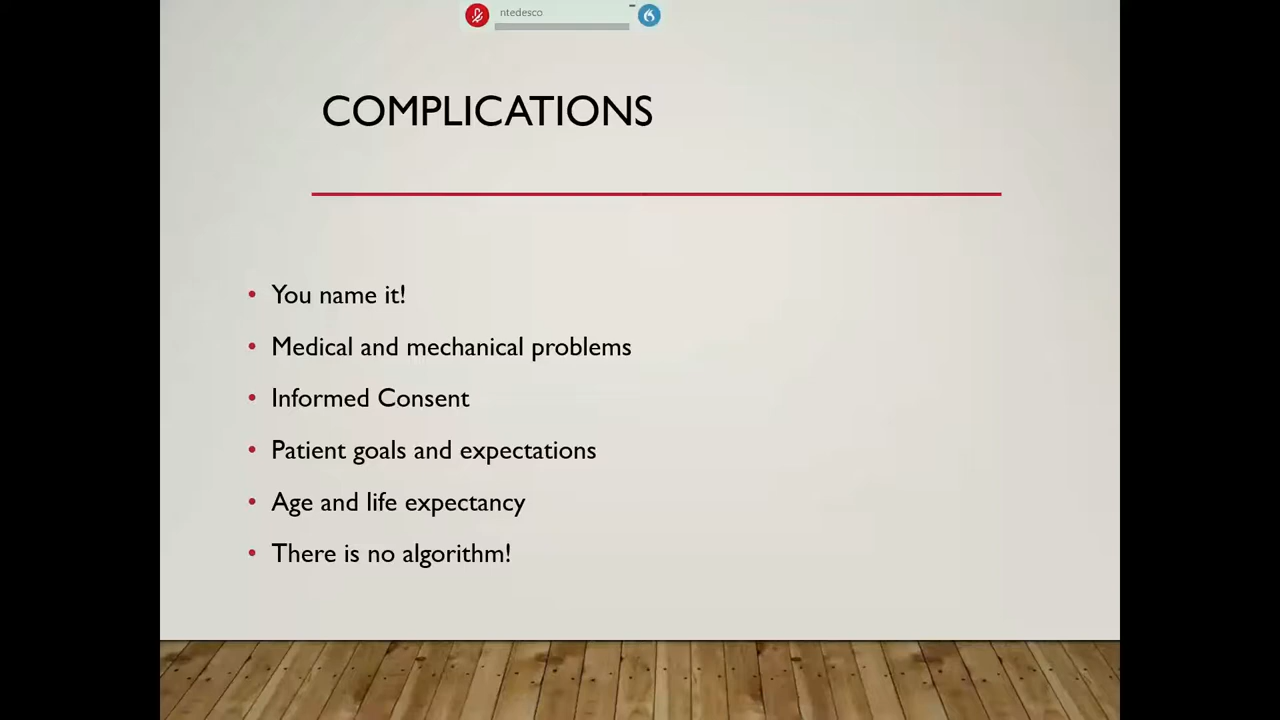 ntedesco
COMPLICATIONS
• You name it!
• Medical and mechanical problems
• Informed Consent
• Patient goals and expectations
• Age and life expectancy
• There is no algorithm!